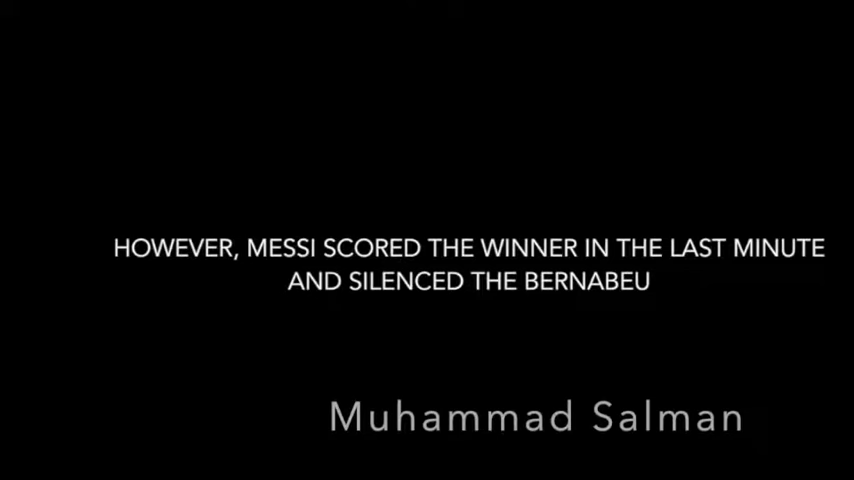 HOWEVER, MESSI SCORED THE WINNER IN THE LAST MINUTE
AND SILENCED THE BERNABEU
Muhammad Salman